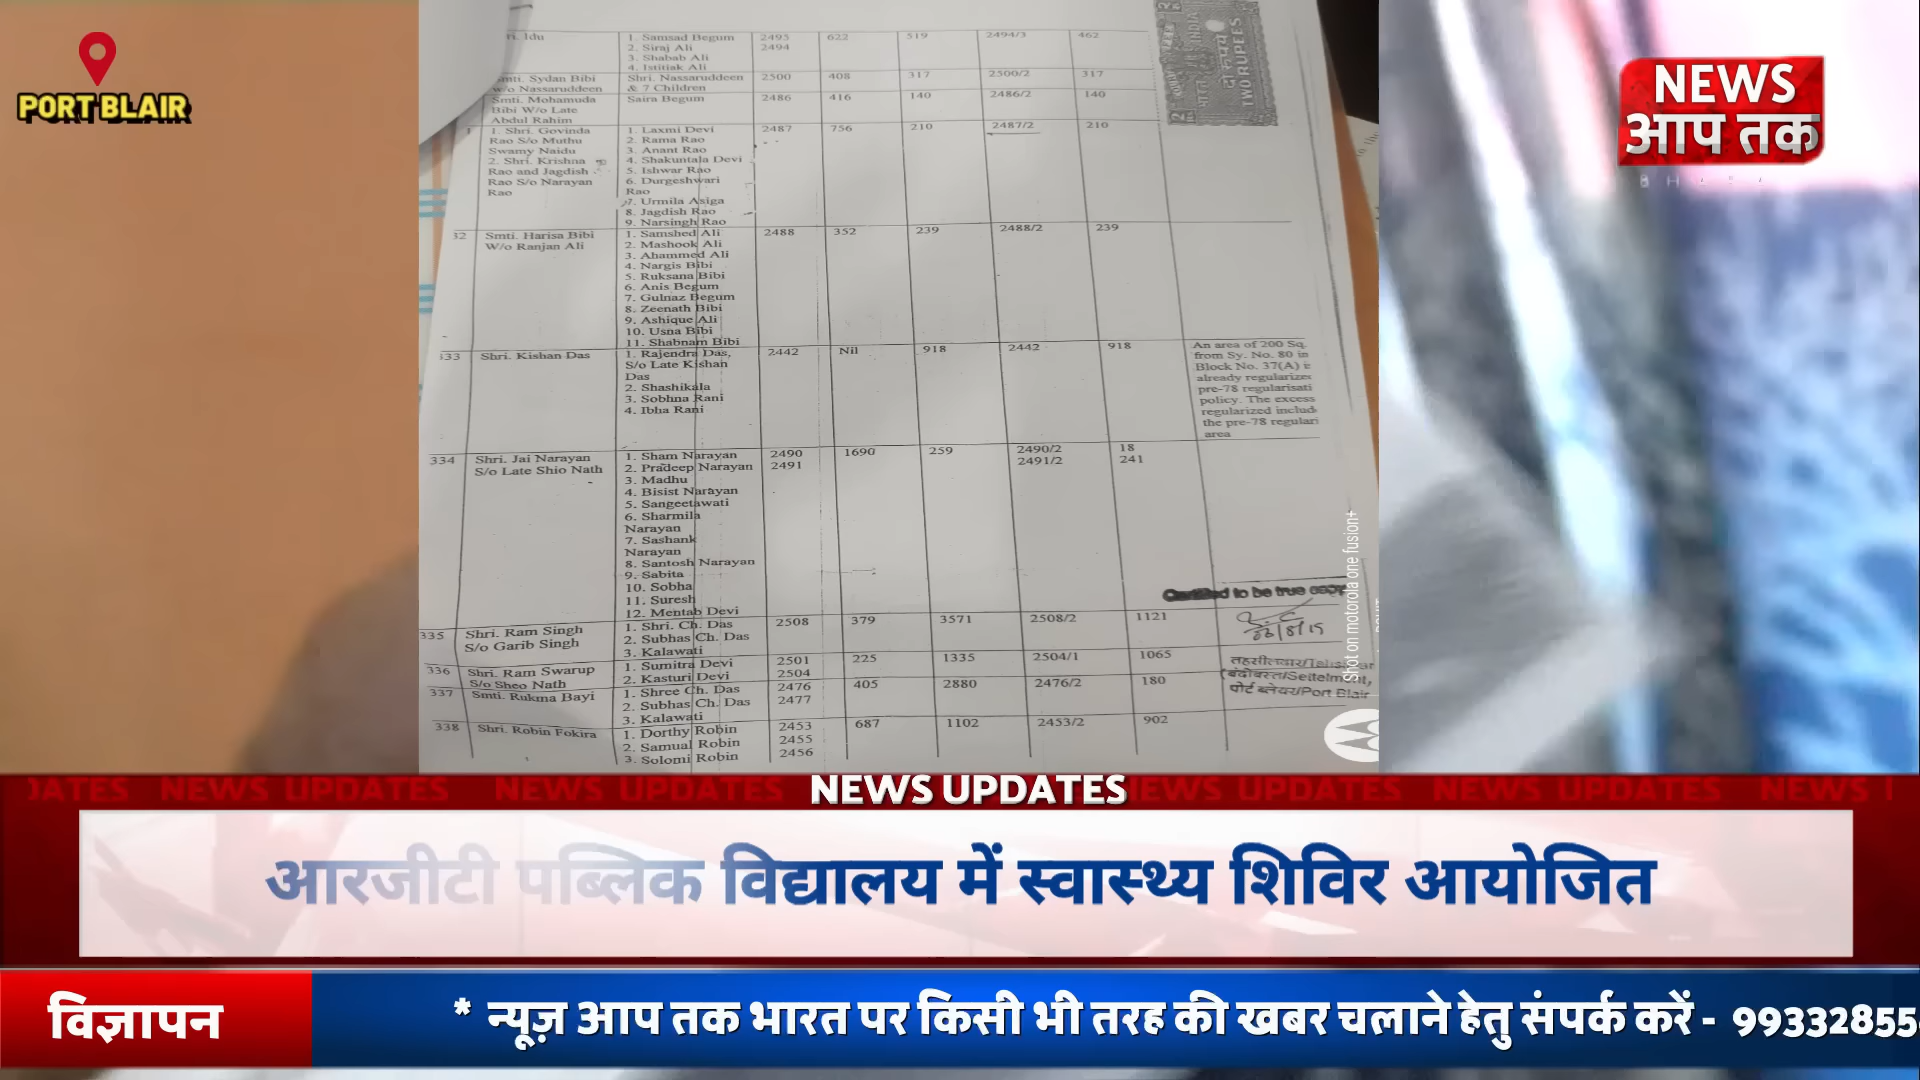 PORT BLAIR
NEWS
आप तक
TWO RUPEES
1. Samsad Begum 2493 622 519 2494/3 462
2. Siraj Ali 2494
3. Shabab Ali
4. Istitiak Ali
Smti. Sydan Bibi Shri. Nassaruddeen 2500 408 317 2500/2 317
w/o Nassaruddeen & 7 Children
Smti. Mohamuda Saira Begum 2486 416 140 2486/2 140
Bibi W/o Late
Abdul Rahim
1. Shri. Govinda 1. Laxmi Devi 2487 756 210 2487/2 210
Rao S/o Muthu 2. Rama Rao
Swamy Naidu 3. Anant Rao
2. Shri. Krishna 4. Shakuntala Devi
Rao and Jagdish 5. Ishwar Rao
Rao S/o Narayan 6. Durgeshwari
Rao Rao
7. Urmila Asiga
8. Jagdish Rao
9. Narsingh Rao
32 Smti. Harisa Bibi 1. Samshed Ali 2488 352 239 2488/2 239
W/o Ranjan Ali 2. Mashook Ali
3. Ahammed Ali
4. Nargis Bibi
5. Ruksana Bibi
6. Anis Begum
7. Gulnaz Begum
8. Zeenath Bibi
9. Ashique Ali
10. Usna Bibi
11. Shabnam Bibi
333 Shri. Kishan Das 1. Rajendra Das, 2442 Nil 918 2442 918 An area of 200 Sq.
S/o Late Kishan from Sy. No. 80 in
Das Block No. 37(A)
2. Shashikala already
3. Sobhna Rani pre-78
4. Ibha Rani policy. The excess
regularized
the pre-78
area
334 Shri. Jai Narayan 1. Sham Narayan 2490 1690 259 2490/2 18
S/o Late Shio Nath 2. Pradeep Narayan 2491 2491/2 241
3. Madhu
4. Bisist Narayan
5. Sangeetawati
6. Sharmila
Narayan
7. Sashank
Narayan
8. Santosh Narayan
9. Sabita
10. Sobha
11. Suresh
12. Mentab Devi
Certified to be true copy
335 Shri. Ram Singh 1. Shri. Ch. Das 2508 379 3571 2508/2 1121
S/o Garib Singh 2. Subhas Ch. Das
3. Kalawati
336 Shri. Ram Swarup 1. Sumitra Devi 2501 225 1335 2504/1 1065
S/o Sheo Nath 2. Kasturi Devi 2504
337 Smti. Rukma Bayi 1. Shree Ch. Das 2476 405 2880 2476/2 180
2. Subhas Ch. Das 2477
3. Kalawati
338 Shri. Robin Fokira 1. Dorthy Robin 2453 687 1102 2453/2 902
2. Samual Robin 2455
3. Solomi Robin 2456
पोर्ट ब्लेयर/Port Blair
Shot on motorola one fusion+
NEWS UPDATES
आरजीटी पब्लिक विद्यालय में स्वास्थ्य शिविर आयोजित
विज्ञापन
* न्यूज़ आप तक भारत पर किसी भी तरह की खबर चलाने हेतु संपर्क करें - 99332855